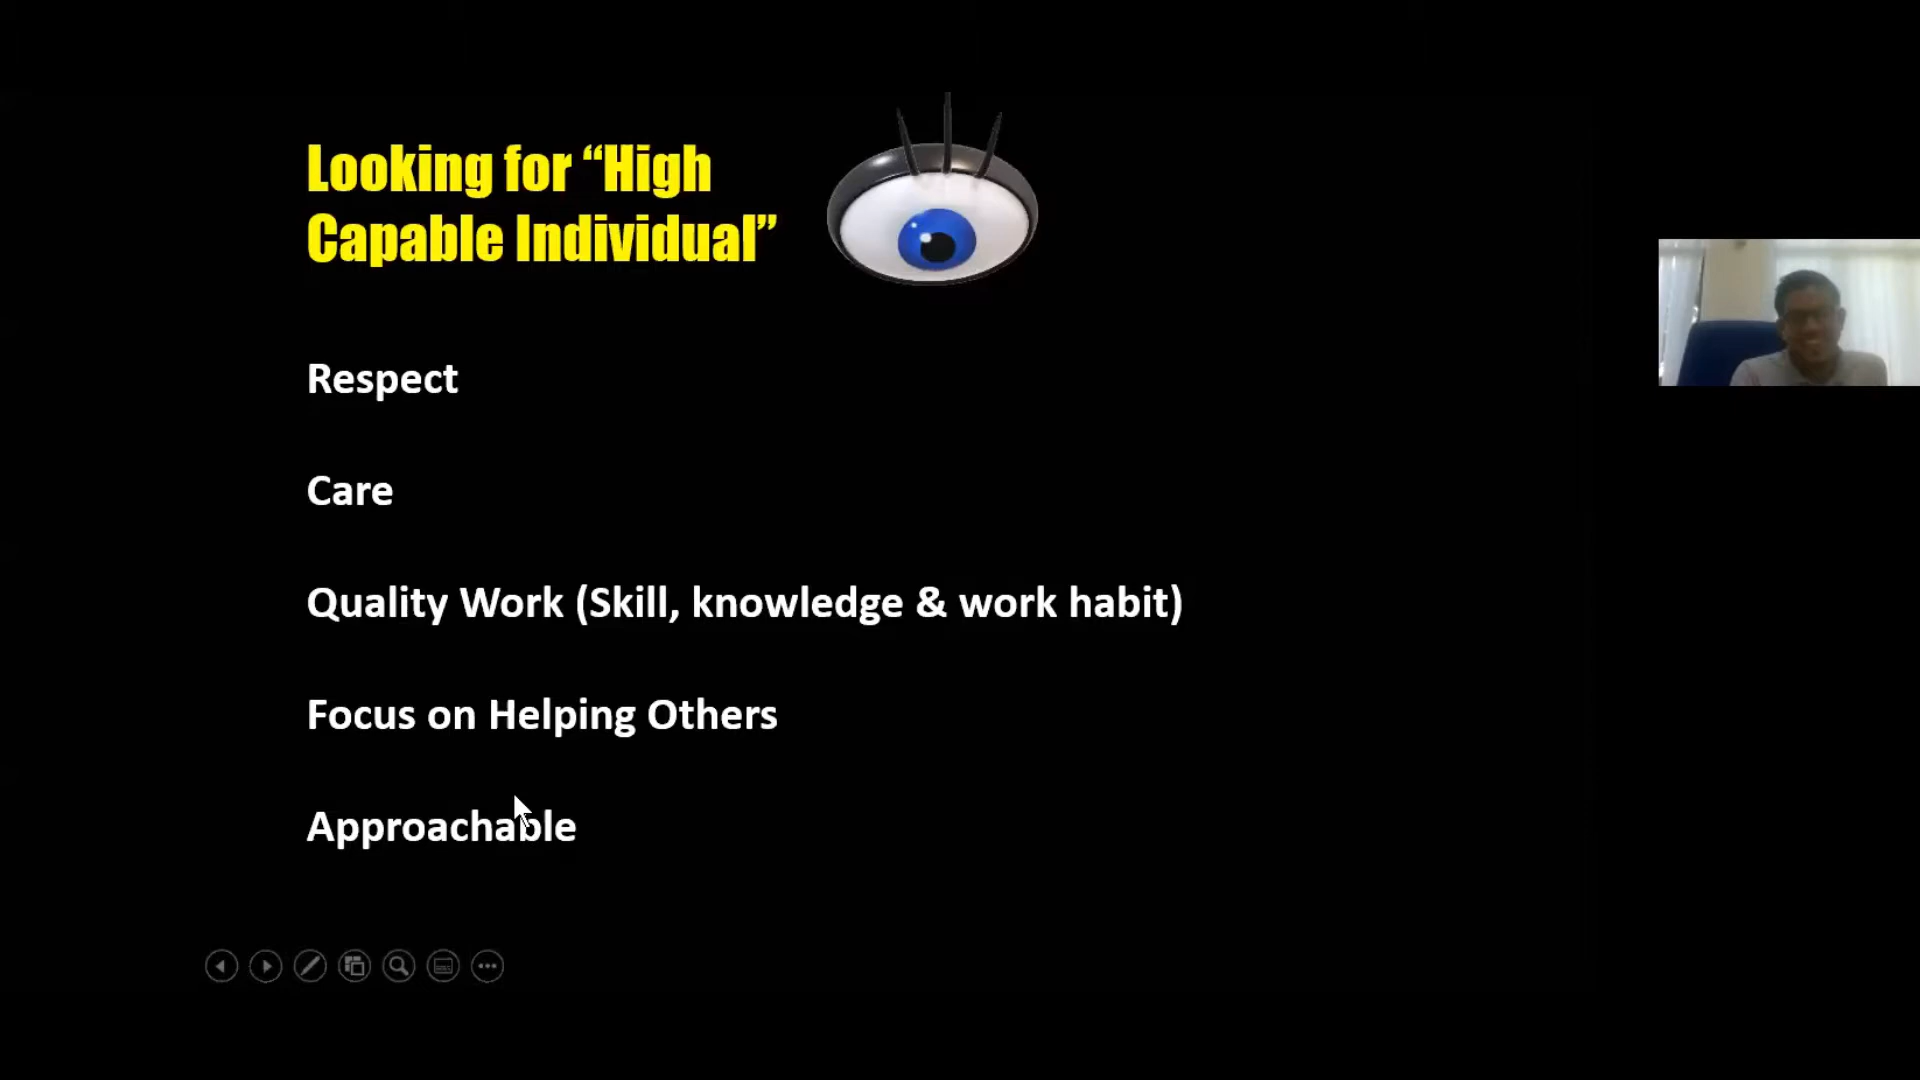 Looking for “High
Capable Individual”
Respect
Care
Quality Work (Skill, knowledge & work habit)
Focus on Helping Others
Approachable